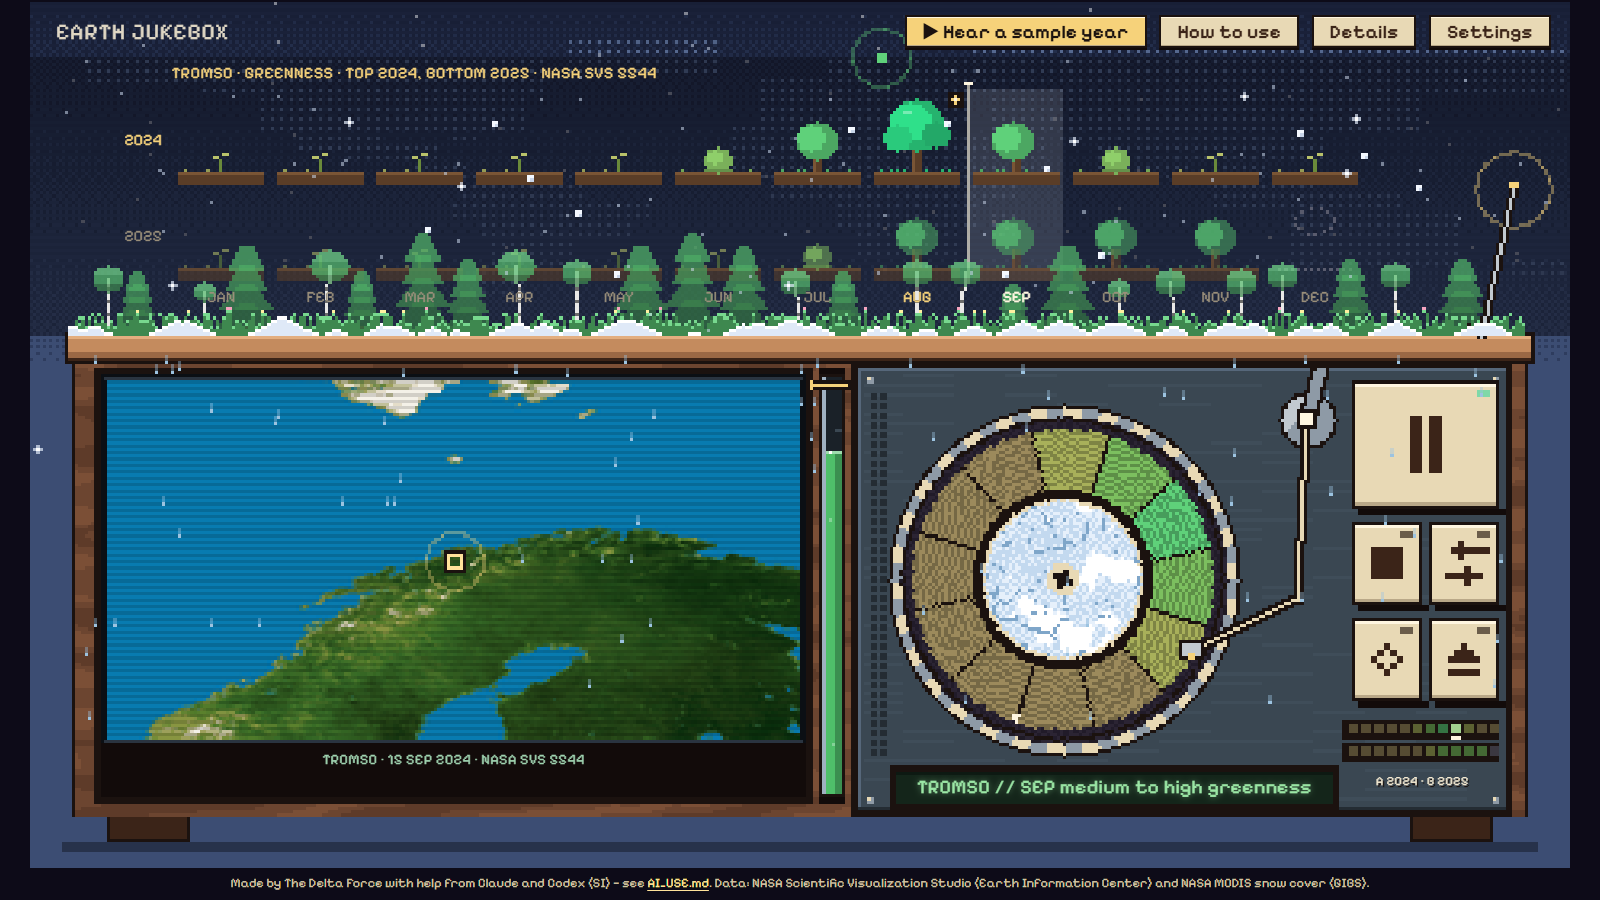 EARTH JUKEBOX
▶ Hear a sample year
How to use
Details
Settings
TROMSO · GREENNESS · TOP 2024, BOTTOM 2025 · NASA SVS 5544
2024
2025
JAN FEB MAR APR MAY JUN JUL AUG SEP OCT NOV DEC
TROMSO · 15 SEP 2024 · NASA SVS 5544
TROMSO // SEP medium to high greenness
A 2024 · B 2025
Made by The Delta Force with help from Claude and Codex (SI) - see AI_USE.md. Data: NASA Scientific Visualization Studio (Earth Information Center) and NASA MODIS snow cover (GIBS).